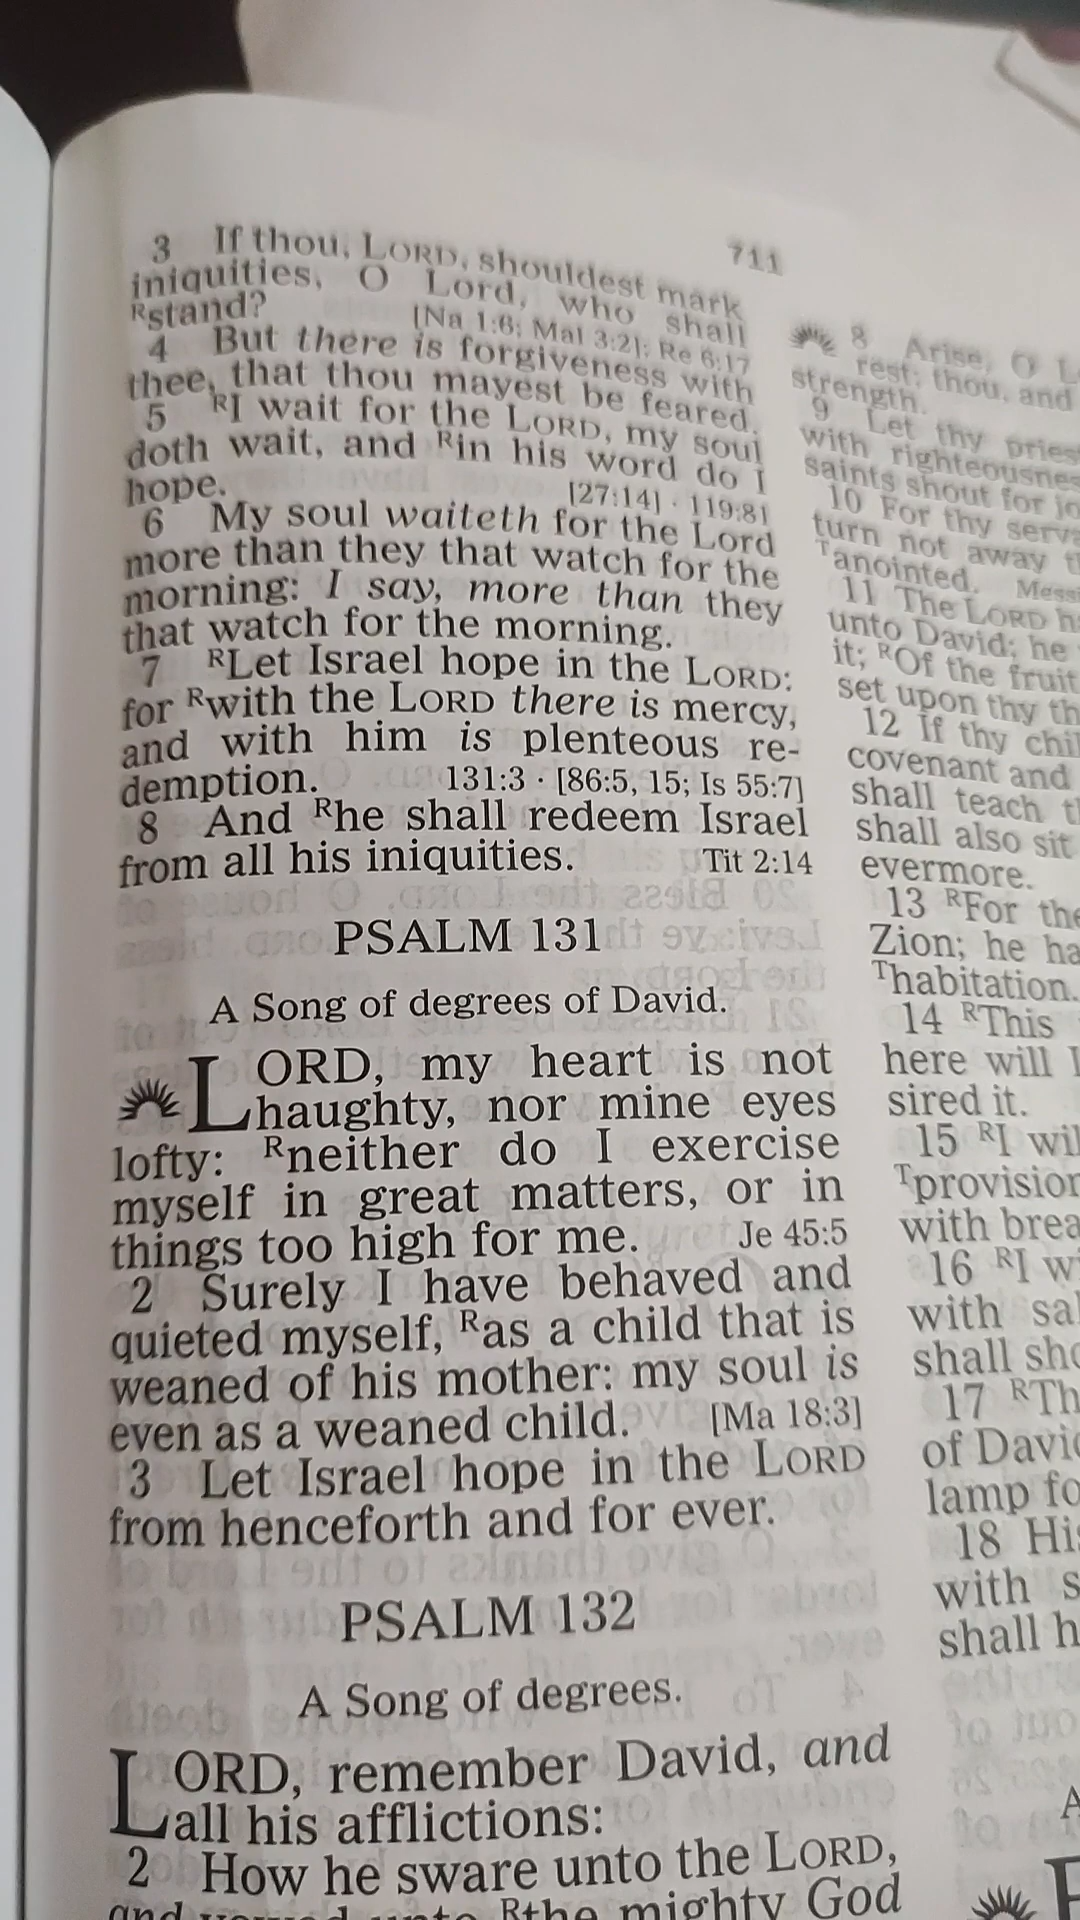 711
3 If thou, LORD, shouldest mark
iniquities, O Lord, who shall
Rstand? [Na 1:6; Mal 3:2]; Re 6:17
4 But there is forgiveness with
thee, that thou mayest be feared.
5 RI wait for the LORD, my soul
doth wait, and Rin his word do I
hope. [27:14] · 119:81
6 My soul waiteth for the Lord
more than they that watch for the
morning: I say, more than they
that watch for the morning.
7 RLet Israel hope in the LORD:
for Rwith the LORD there is mercy,
and with him is plenteous re-
demption. 131:3 · [86:5, 15; Is 55:7]
8 And Rhe shall redeem Israel
from all his iniquities. Tit 2:14
PSALM 131
A Song of degrees of David.
LORD, my heart is not
haughty, nor mine eyes
lofty: Rneither do I exercise
myself in great matters, or in
things too high for me. Je 45:5
2 Surely I have behaved and
quieted myself, Ras a child that is
weaned of his mother: my soul is
even as a weaned child. [Ma 18:3]
3 Let Israel hope in the LORD
from henceforth and for ever.
PSALM 132
A Song of degrees.
LORD, remember David, and
all his afflictions:
2 How he sware unto the LORD,
and vowed unto Rthe mighty God
8 Arise, O L
rest; thou, and
strength.
9 Let thy pries
with righteousnes
saints shout for jo
10 For thy serva
turn not away th
Tanointed. Messi
11 The LORD h
unto David; he
it; ROf the fruit
set upon thy th
12 If thy chil
covenant and
shall teach t
shall also sit
evermore.
13 RFor the
Zion; he ha
Thabitation.
14 RThis
here will I
sired it.
15 RI wil
Tprovision
with brea
16 RI wi
with sal
shall sho
17 RTh
of Davi
lamp fo
18 His
with s
shall h